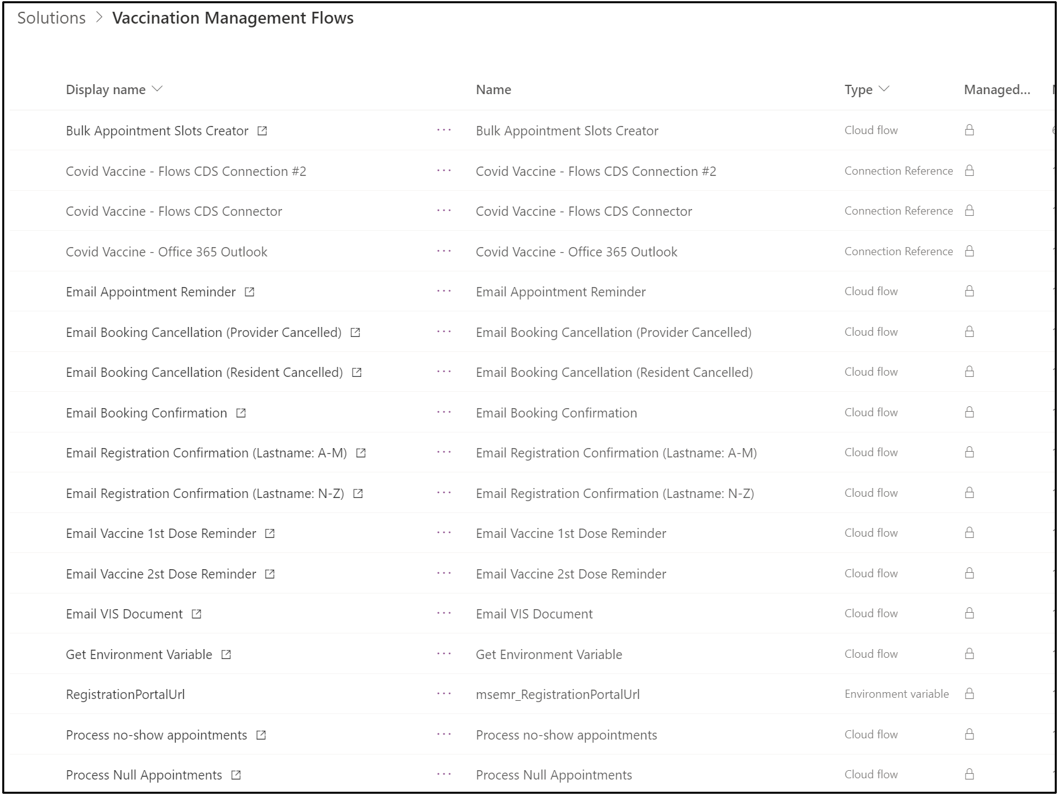 Solutions > Vaccination Management Flows
Display name Name Type Managed...
Bulk Appointment Slots Creator ... Bulk Appointment Slots Creator Cloud flow
Covid Vaccine - Flows CDS Connection #2 ... Covid Vaccine - Flows CDS Connection #2 Connection Reference
Covid Vaccine - Flows CDS Connector ... Covid Vaccine - Flows CDS Connector Connection Reference
Covid Vaccine - Office 365 Outlook ... Covid Vaccine - Office 365 Outlook Connection Reference
Email Appointment Reminder ... Email Appointment Reminder Cloud flow
Email Booking Cancellation (Provider Cancelled) ... Email Booking Cancellation (Provider Cancelled) Cloud flow
Email Booking Cancellation (Resident Cancelled) ... Email Booking Cancellation (Resident Cancelled) Cloud flow
Email Booking Confirmation ... Email Booking Confirmation Cloud flow
Email Registration Confirmation (Lastname: A-M) ... Email Registration Confirmation (Lastname: A-M) Cloud flow
Email Registration Confirmation (Lastname: N-Z) ... Email Registration Confirmation (Lastname: N-Z) Cloud flow
Email Vaccine 1st Dose Reminder ... Email Vaccine 1st Dose Reminder Cloud flow
Email Vaccine 2st Dose Reminder ... Email Vaccine 2st Dose Reminder Cloud flow
Email VIS Document ... Email VIS Document Cloud flow
Get Environment Variable ... Get Environment Variable Cloud flow
RegistrationPortalUrl ... msemr_RegistrationPortalUrl Environment variable
Process no-show appointments ... Process no-show appointments Cloud flow
Process Null Appointments ... Process Null Appointments Cloud flow